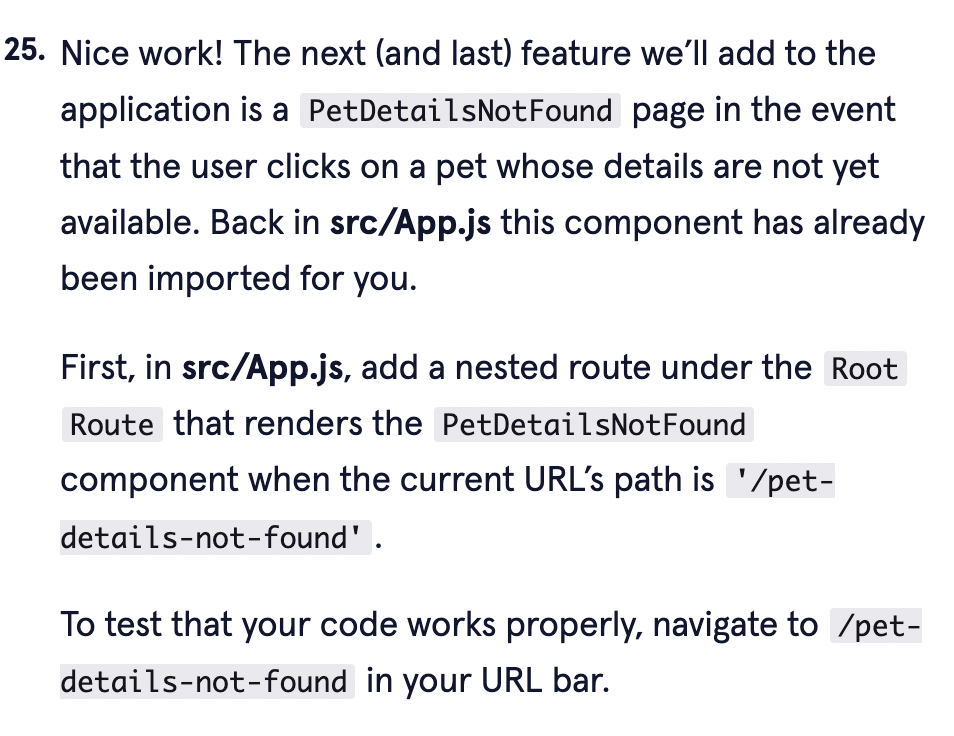 25. Nice work! The next (and last) feature we’ll add to the
application is a PetDetailsNotFound page in the event
that the user clicks on a pet whose details are not yet
available. Back in src/App.js this component has already
been imported for you.
First, in src/App.js, add a nested route under the Root
Route that renders the PetDetailsNotFound
component when the current URL’s path is '/pet-
details-not-found'.
To test that your code works properly, navigate to /pet-
details-not-found in your URL bar.